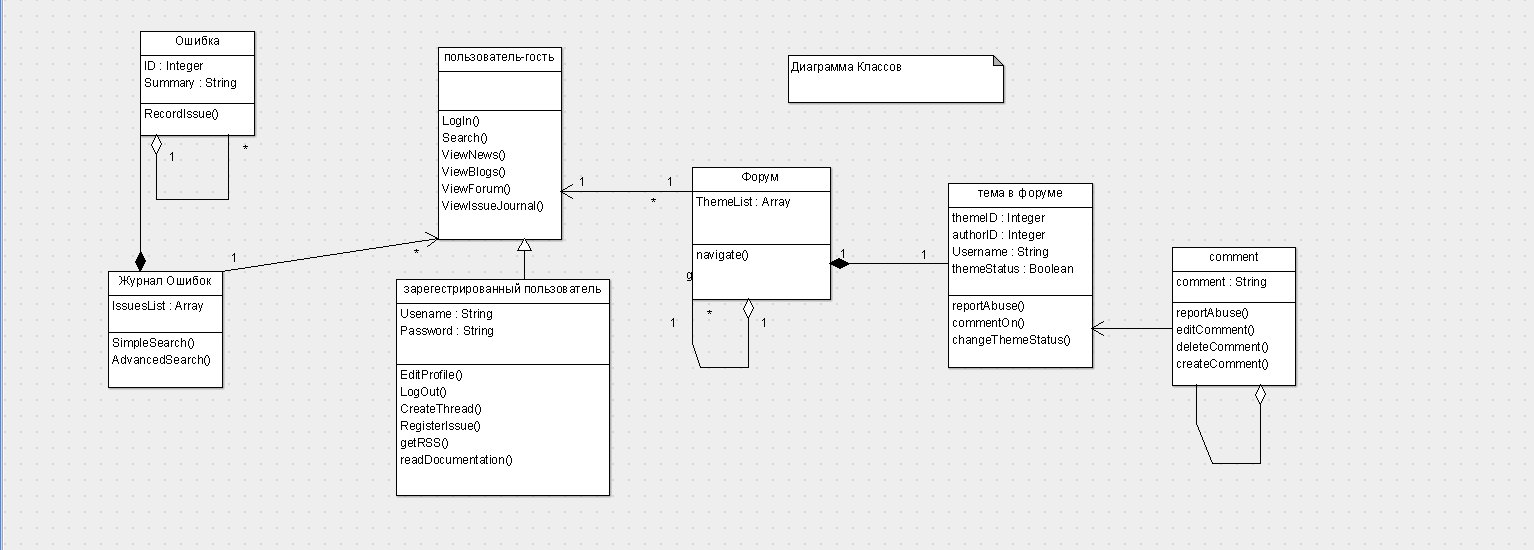 Ошибка
ID : Integer
Summary : String
RecordIssue()
1
*
Журнал Ошибок
IssuesList : Array
SimpleSearch()
AdvancedSearch()
1
*
пользователь-гость
LogIn()
Search()
ViewNews()
ViewBlogs()
ViewForum()
ViewIssueJournal()
зарегестрированный пользователь
Usename : String
Password : String
EditProfile()
LogOut()
CreateThread()
RegisterIssue()
getRSS()
readDocumentation()
Диаграмма Классов
1
1
*
Форум
ThemeList : Array
navigate()
g
1
*
1
1
1
тема в форуме
themeID : Integer
authorID : Integer
Username : String
themeStatus : Boolean
reportAbuse()
commentOn()
changeThemeStatus()
comment
comment : String
reportAbuse()
editComment()
deleteComment()
createComment()